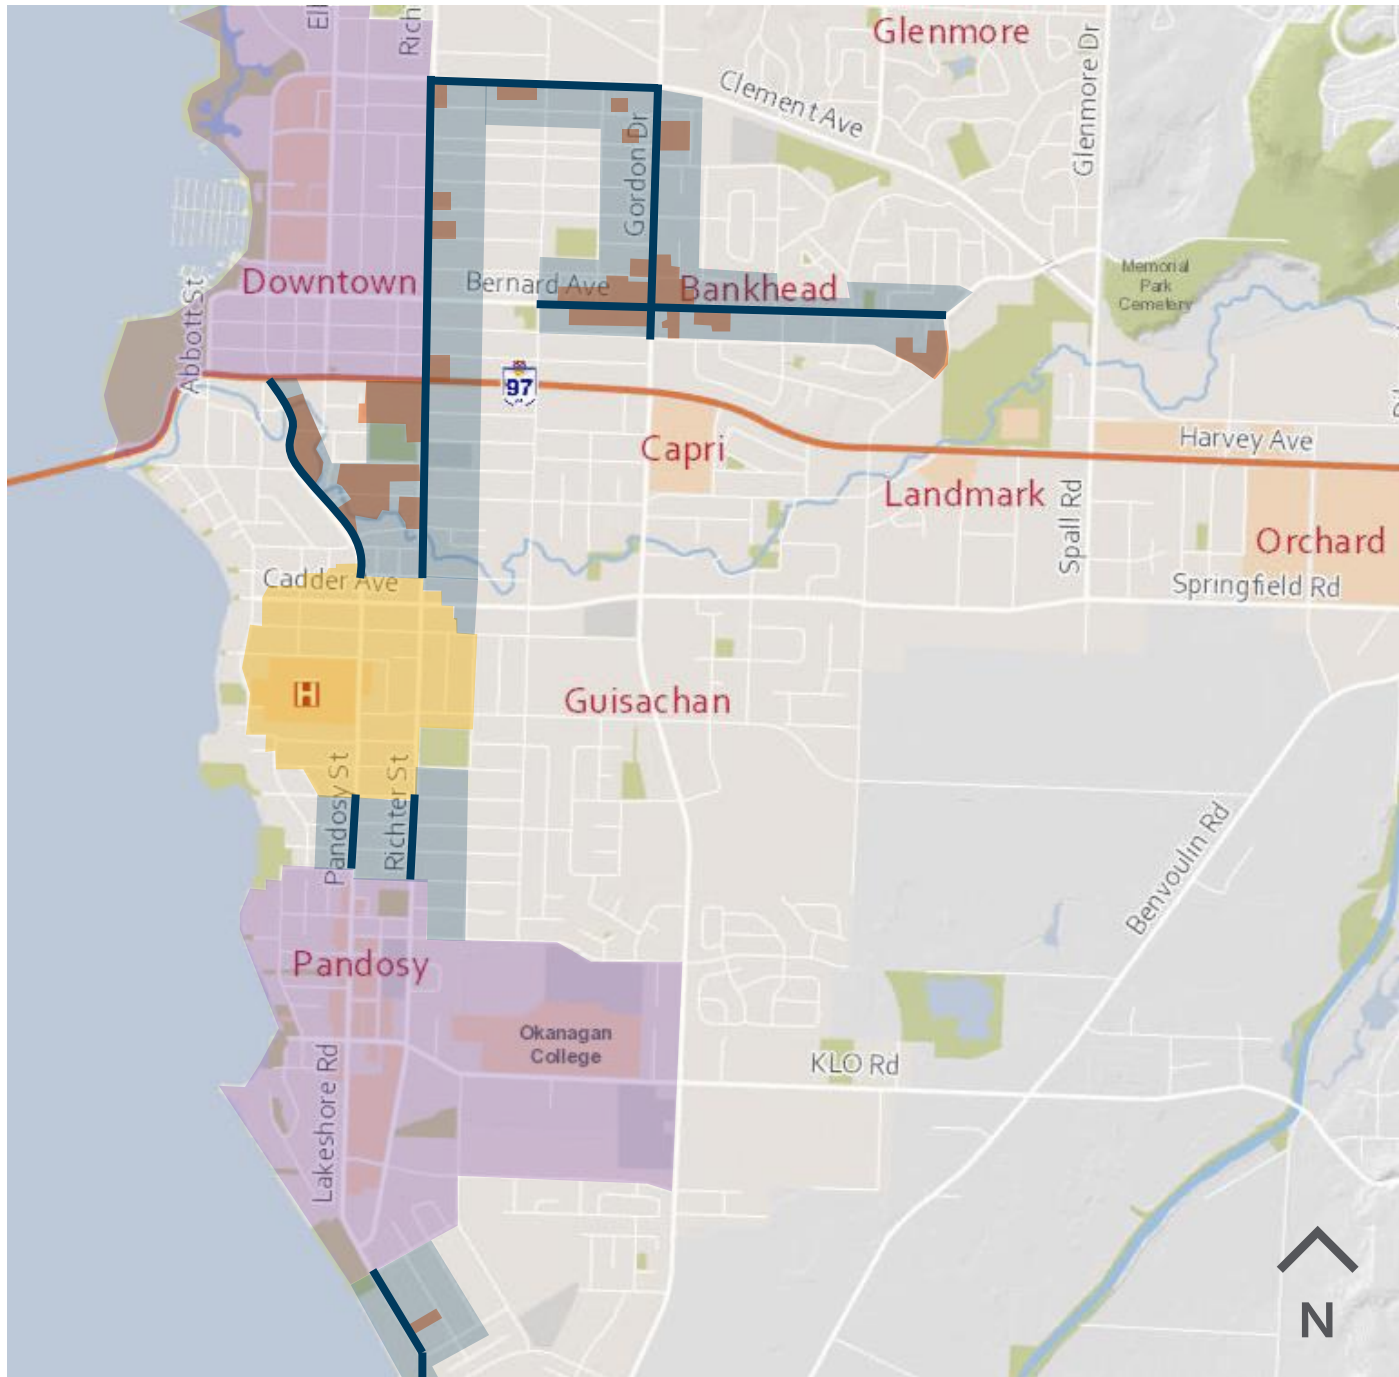 Glenmore
Clement Ave
Glenmore Dr
Gordon Dr
Downtown
Bernard Ave
Bankhead
Memorial
Park
Cemetery
Abbott St
97
Capri
Harvey Ave
Landmark
Spall Rd
Orchard
Cadder Ave
Springfield Rd
H
Guisachan
Pandosy St
Richter St
Benvoulin Rd
Pandosy
Okanagan
College
KLO Rd
Lakeshore Rd
N
Rich